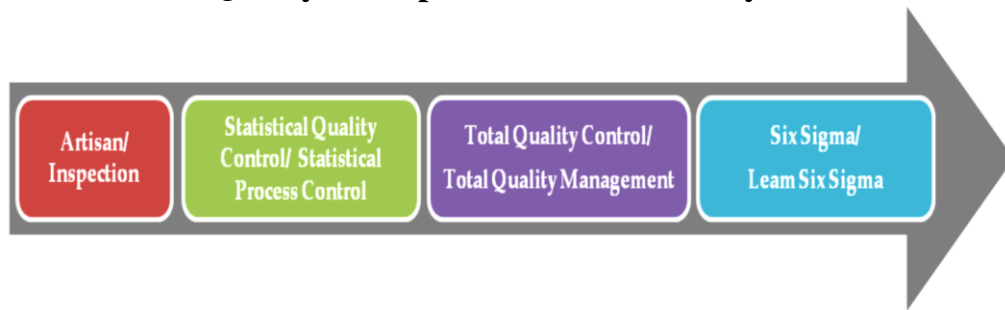 Artisan/
Inspection
Statistical Quality
Control/ Statistical
Process Control
Total Quality Control/
Total Quality Management
Six Sigma/
Leam Six Sigma